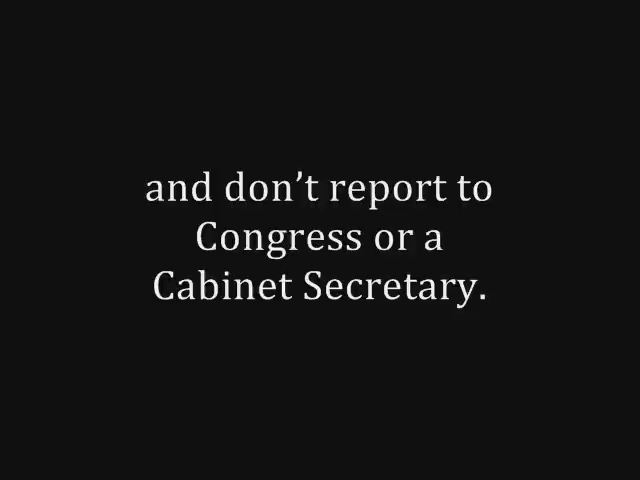 and don’t report to
Congress or a
Cabinet Secretary.